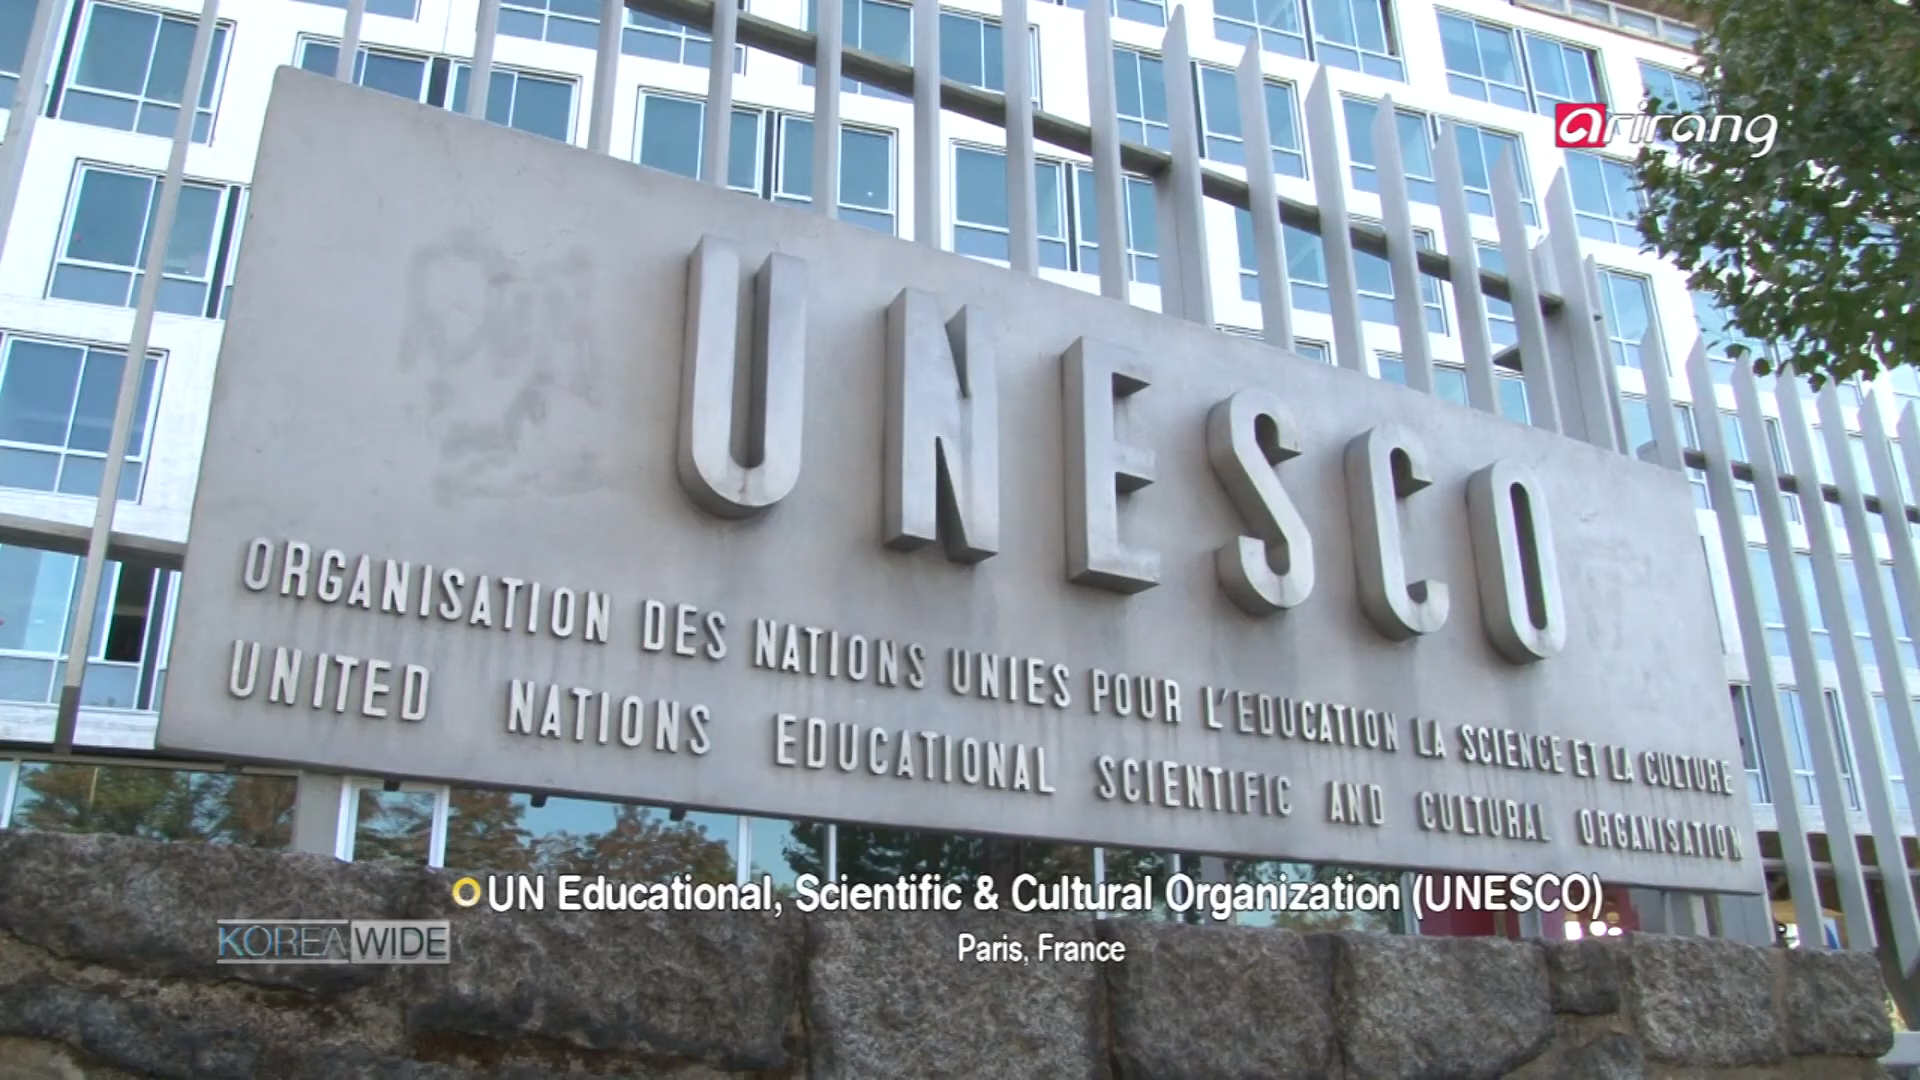 arirang
UNESCO
ORGANISATION DES NATIONS UNIES POUR L'EDUCATION LA SCIENCE ET LA CULTURE
UNITED NATIONS EDUCATIONAL SCIENTIFIC AND CULTURAL ORGANISATION
UN Educational, Scientific & Cultural Organization (UNESCO)
KOREA WIDE
Paris, France